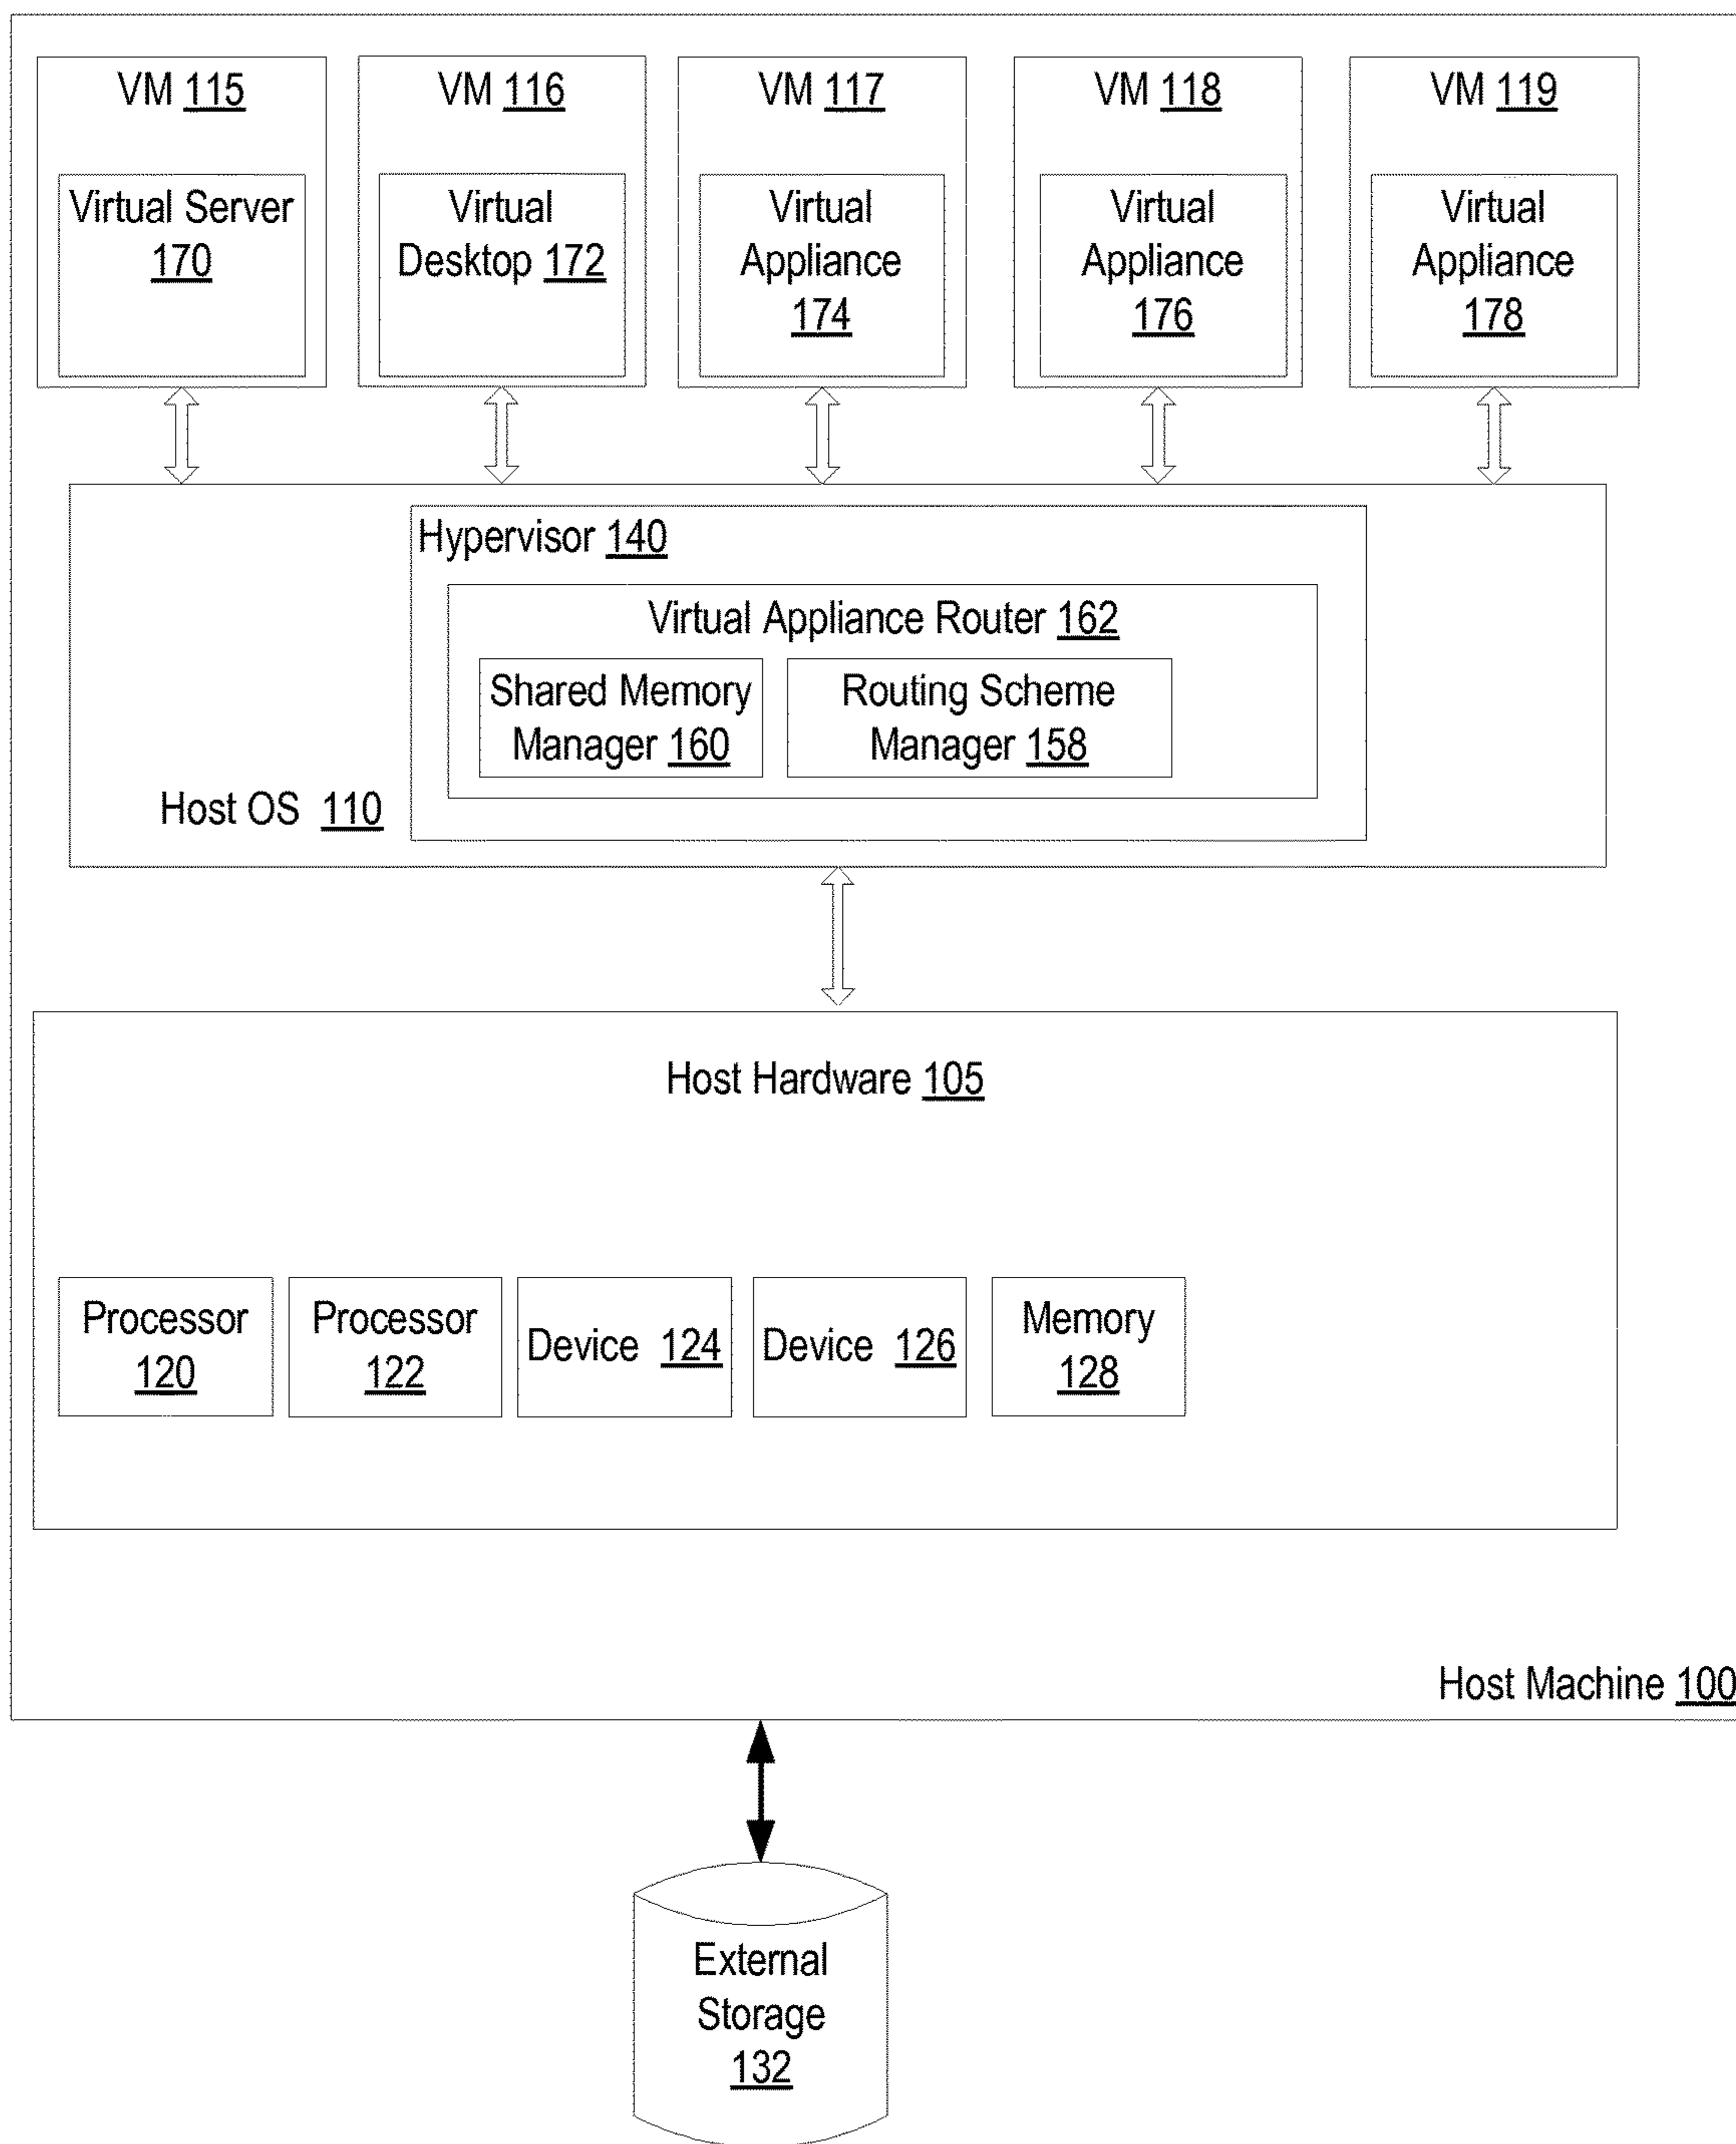 VM 115
Virtual Server
170
VM 116
Virtual
Desktop 172
VM 117
Virtual
Appliance
174
VM 118
Virtual
Appliance
176
VM 119
Virtual
Appliance
178
Hypervisor 140
Virtual Appliance Router 162
Shared Memory
Manager 160
Routing Scheme
Manager 158
Host OS 110
Host Hardware 105
Processor
120
Processor
122
Device 124
Device 126
Memory
128
Host Machine 100
External
Storage
132